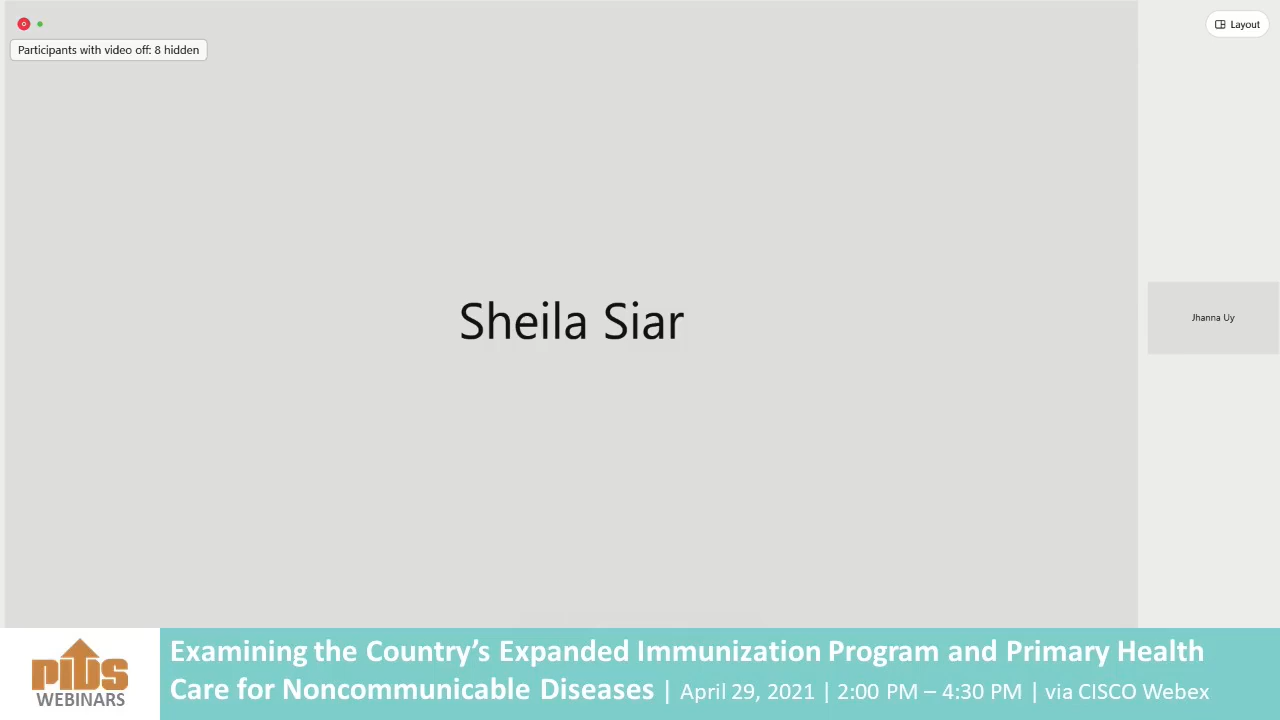 Layout
Participants with video off: 8 hidden
Sheila Siar
Jhanna Uy
PIDS
WEBINARS
Examining the Country's Expanded Immunization Program and Primary Health
Care for Noncommunicable Diseases | April 29, 2021 | 2:00 PM – 4:30 PM | via CISCO Webex